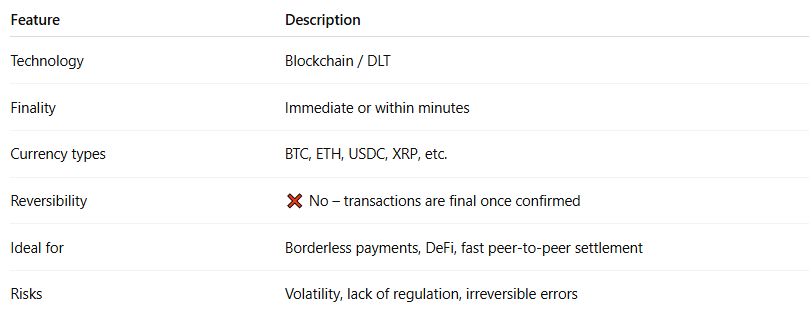 Feature Description
Technology Blockchain / DLT
Finality Immediate or within minutes
Currency types BTC, ETH, USDC, XRP, etc.
Reversibility ❌ No – transactions are final once confirmed
Ideal for Borderless payments, DeFi, fast peer-to-peer settlement
Risks Volatility, lack of regulation, irreversible errors